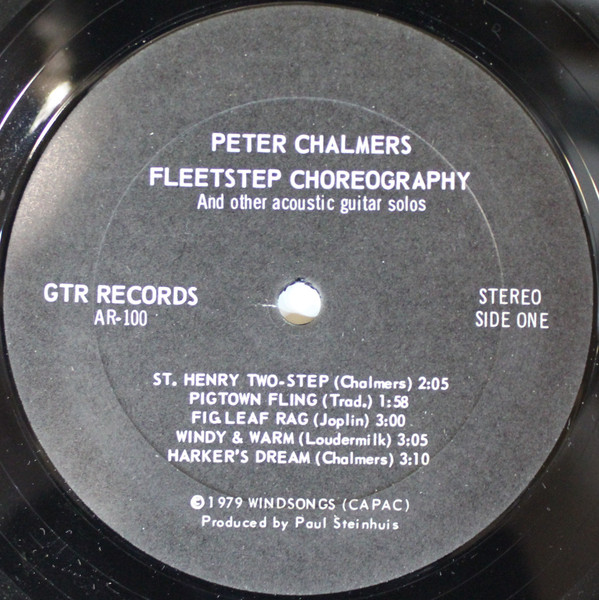 PETER CHALMERS
FLEETSTEP CHOREOGRAPHY
And other acoustic guitar solos
GTR RECORDS
AR-100
STEREO
SIDE ONE
ST. HENRY TWO-STEP (Chalmers) 2:05
PIGTOWN FLING (Trad.) 1:58
FIG LEAF RAG (Joplin) 3:00
WINDY & WARM (Loudermilk) 3:05
HARKER'S DREAM (Chalmers) 3:10
© 1979 WINDSONGS (CAPAC)
Produced by Paul Steinhuis